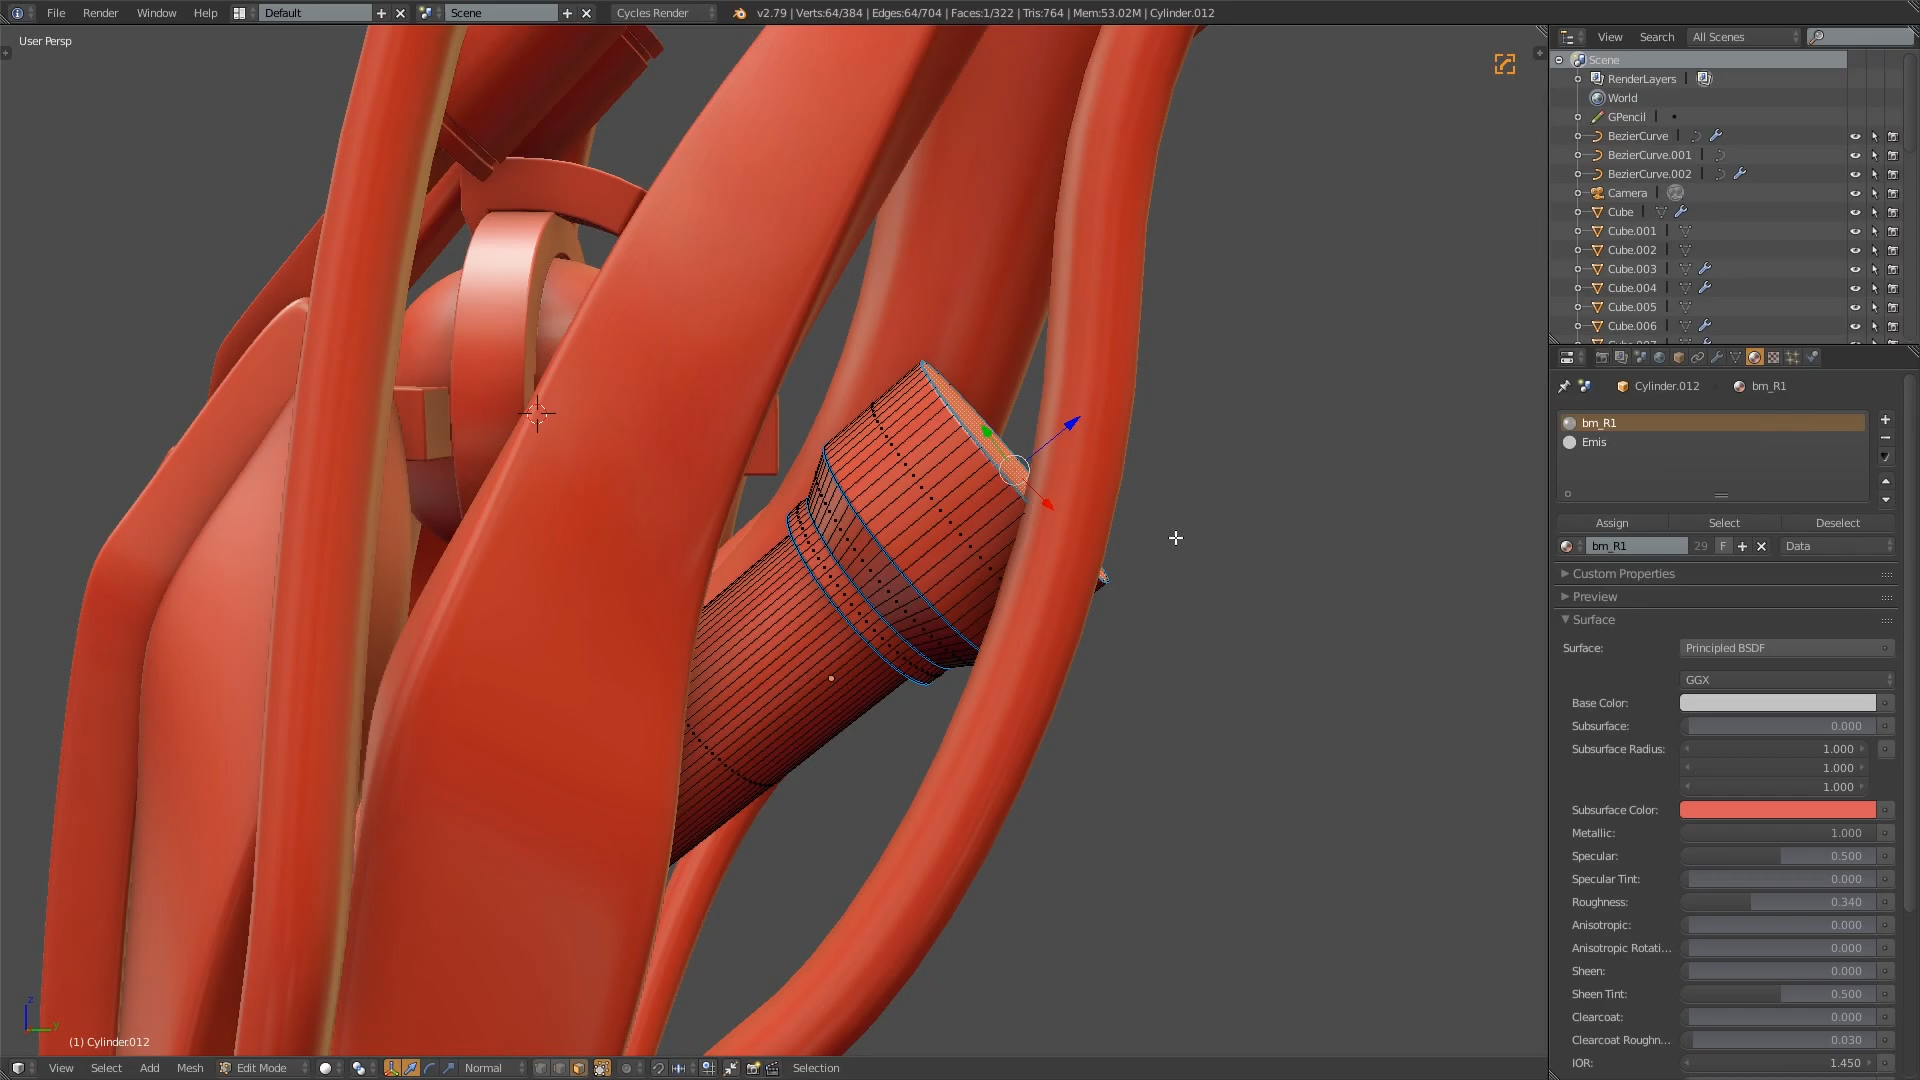 File Render Window Help Default Scene Cycles Render v2.79 | Verts:64/384 | Edges:64/704 | Faces:1/322 | Tris:764 | Mem:53.02M | Cylinder.012
User Persp
View Search All Scenes
Scene
RenderLayers
World
GPencil
BezierCurve
BezierCurve.001
BezierCurve.002
Camera
Cube
Cube.001
Cube.002
Cube.003
Cube.004
Cube.005
Cube.006
Cylinder.012 bm_R1
bm_R1
Emis
Assign Select Deselect
bm_R1 29 F Data
Custom Properties
Preview
Surface
Surface: Principled BSDF
GGX
Base Color:
Subsurface: 0.000
Subsurface Radius: 1.000
1.000
1.000
Subsurface Color:
Metallic: 1.000
Specular: 0.500
Specular Tint: 0.000
Roughness: 0.340
Anisotropic: 0.000
Anisotropic Rotati... 0.000
Sheen: 0.000
Sheen Tint: 0.500
Clearcoat: 0.000
Clearcoat Roughn... 0.030
IOR: 1.450
z
y
(1) Cylinder.012
View Select Add Mesh Edit Mode Normal Selection